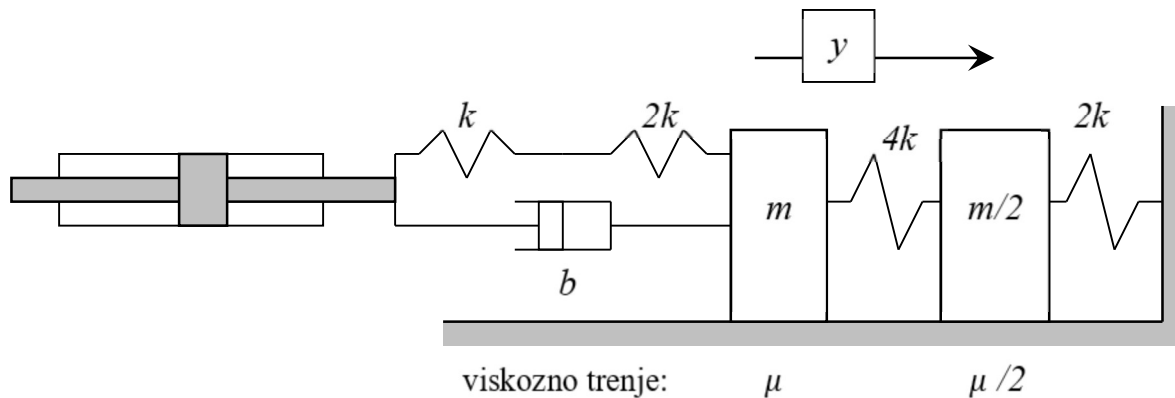 y
k
2k
4k
2k
m
m/2
b
viskozno trenje: μ μ /2